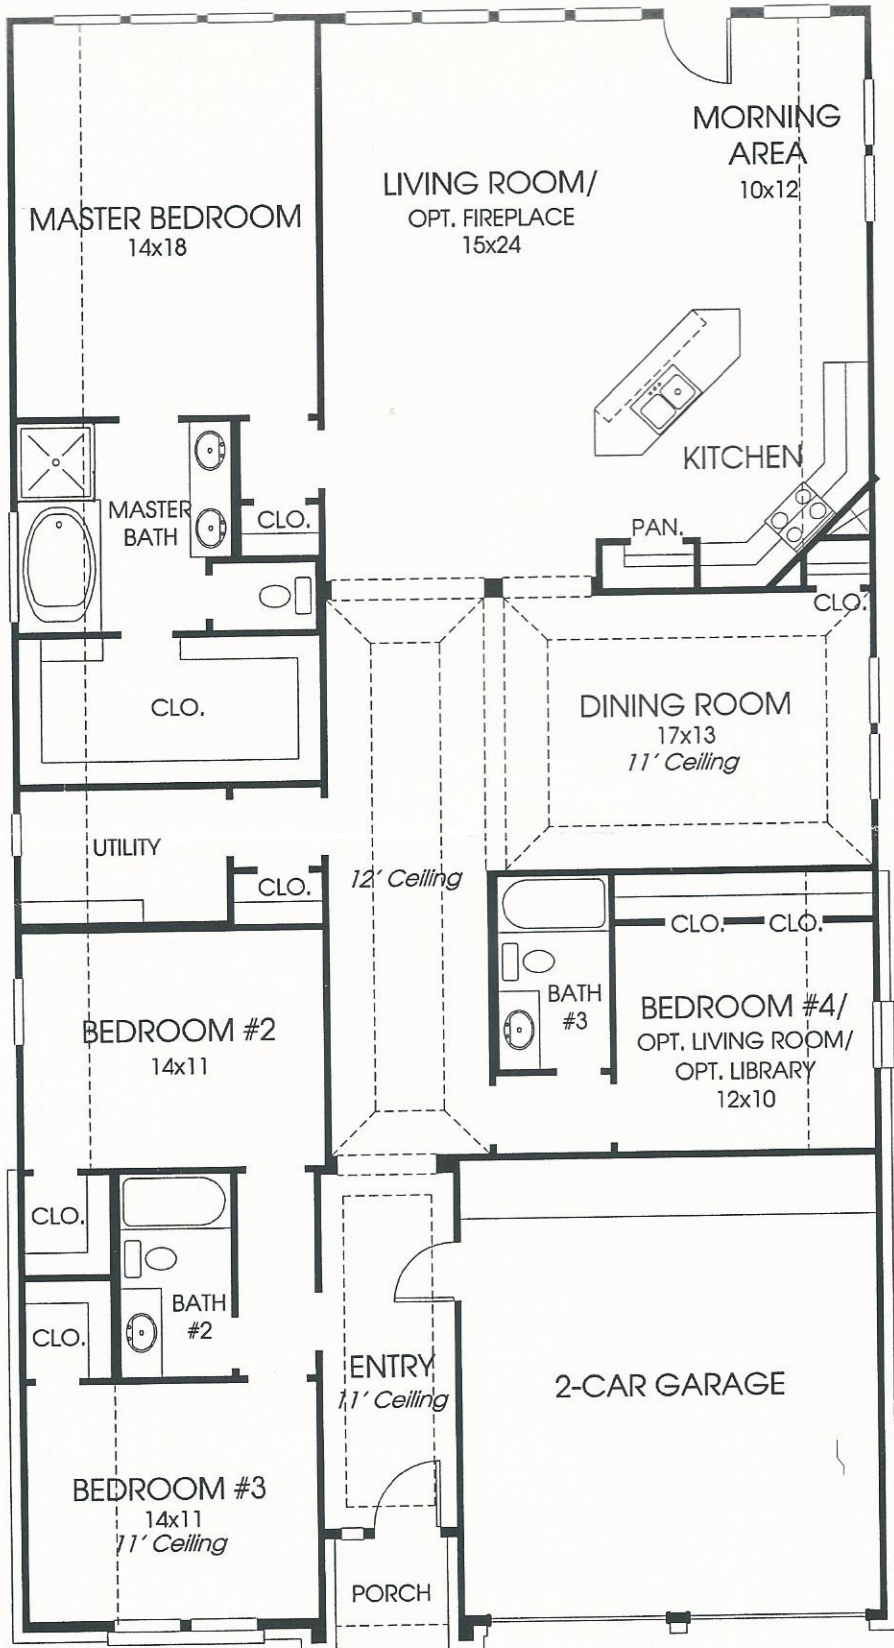 MASTER BEDROOM
14x18
LIVING ROOM/
OPT. FIREPLACE
15x24
MORNING
AREA
10x12
KITCHEN
MASTER
BATH
CLO.
PAN.
CLO.
CLO.
DINING ROOM
17x13
11' Ceiling
UTILITY
CLO.
12' Ceiling
CLO.
CLO.
BATH
#3
BEDROOM #4/
OPT. LIVING ROOM/
OPT. LIBRARY
12x10
BEDROOM #2
14x11
CLO.
BATH
#2
CLO.
ENTRY
11' Ceiling
2-CAR GARAGE
BEDROOM #3
14x11
11' Ceiling
PORCH